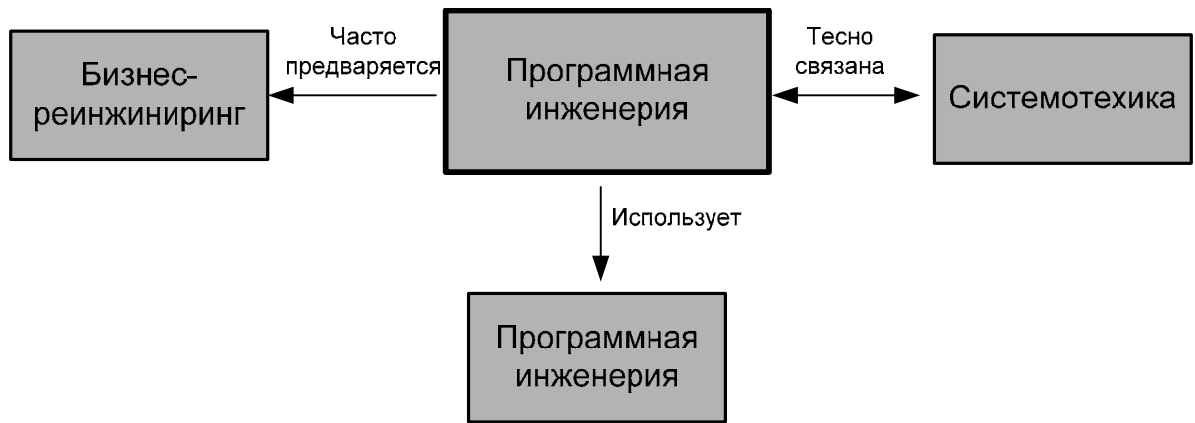 Бизнес-
реинжиниринг
Часто
предваряется
Программная
инженерия
Тесно
связана
Системотехика
Использует
Программная
инженерия